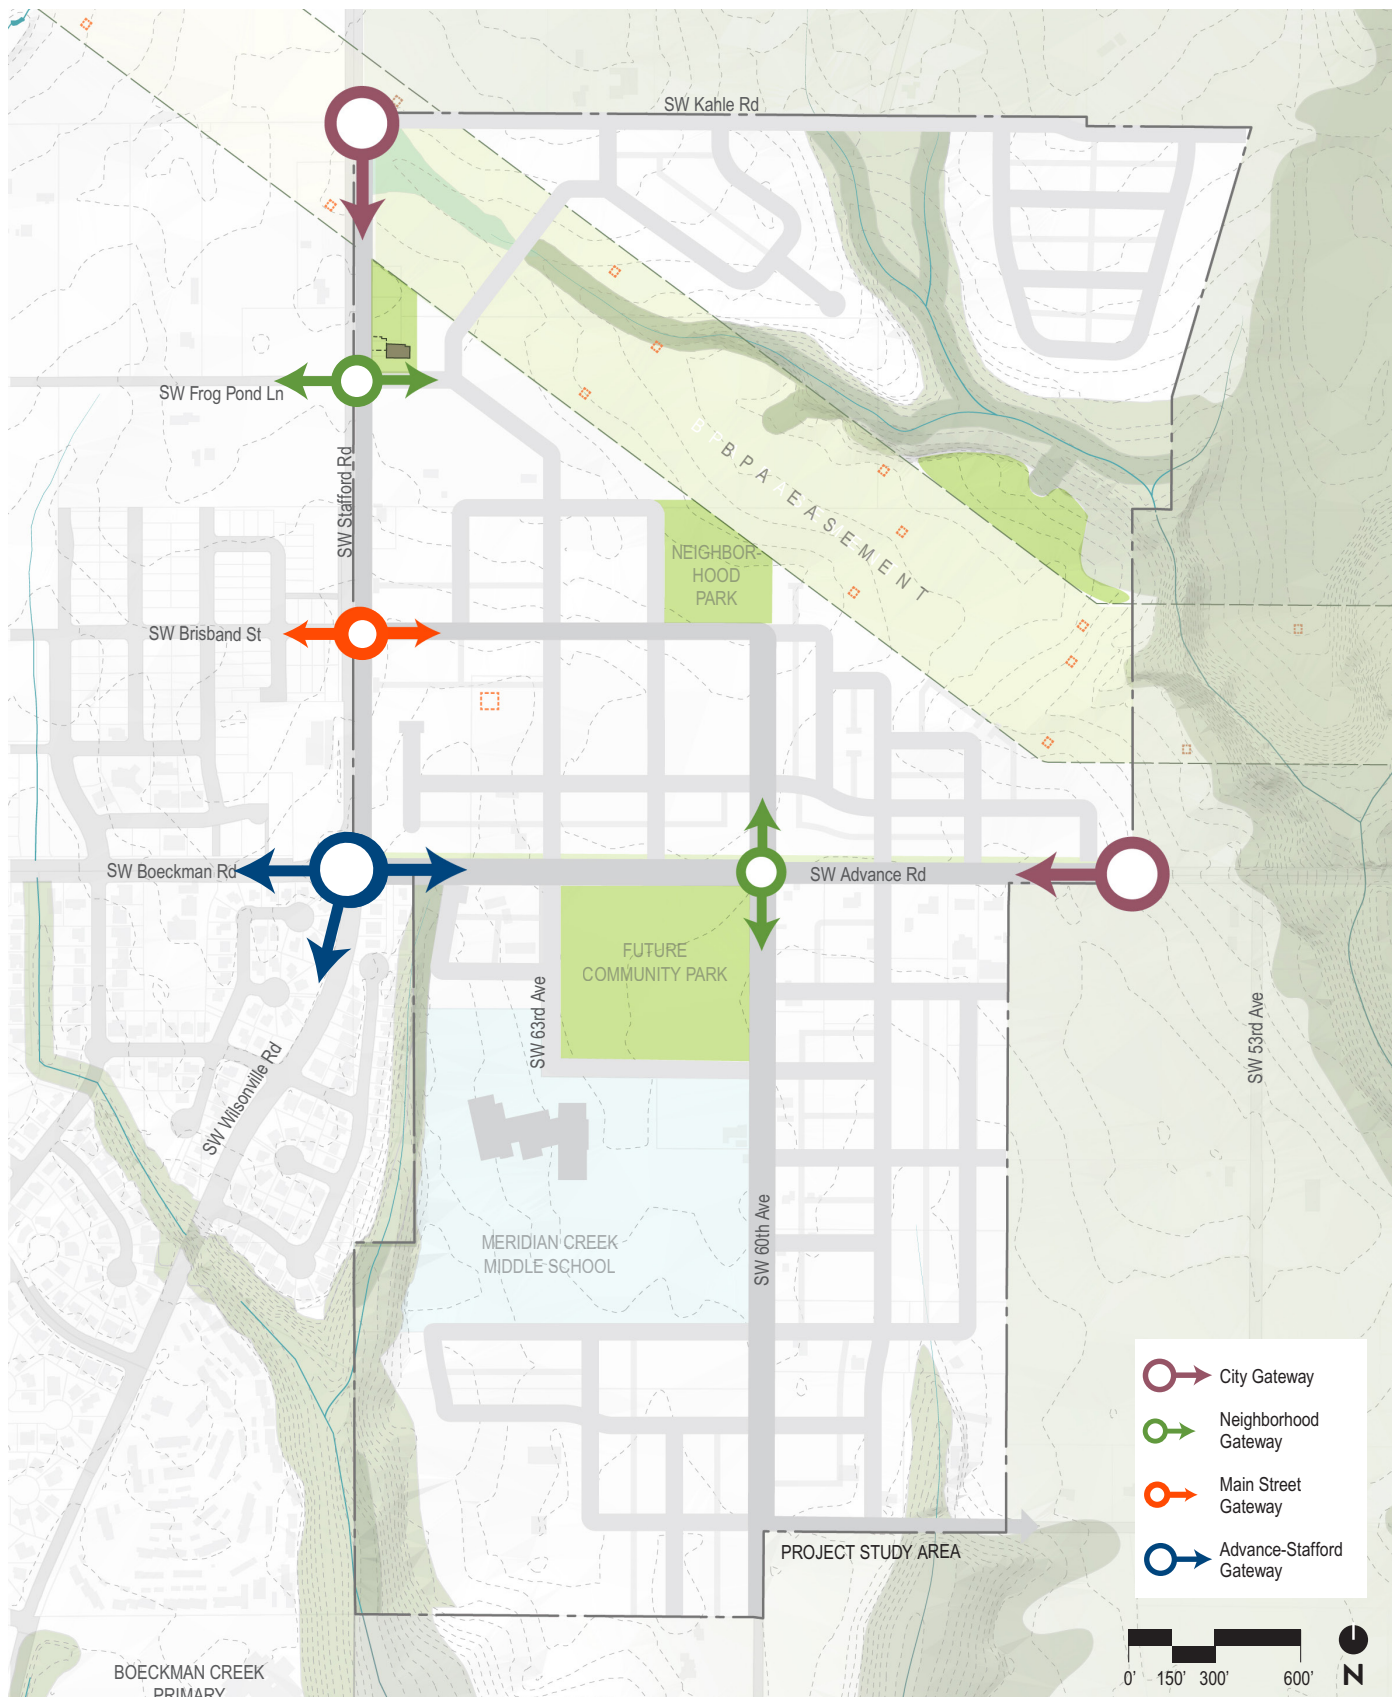 SW Kahle Rd
SW Frog Pond Ln
SW Stafford Rd
BPA EASEMENT
NEIGHBOR-
HOOD
PARK
SW Brisband St
SW Boeckman Rd
SW Advance Rd
FUTURE
COMMUNITY PARK
SW 63rd Ave
SW 53rd Ave
SW Wilsonville Rd
SW 60th Ave
MERIDIAN CREEK
MIDDLE SCHOOL
City Gateway
Neighborhood
Gateway
Main Street
Gateway
Advance-Stafford
Gateway
PROJECT STUDY AREA
BOECKMAN CREEK
PRIMARY
0' 150' 300' 600'
N